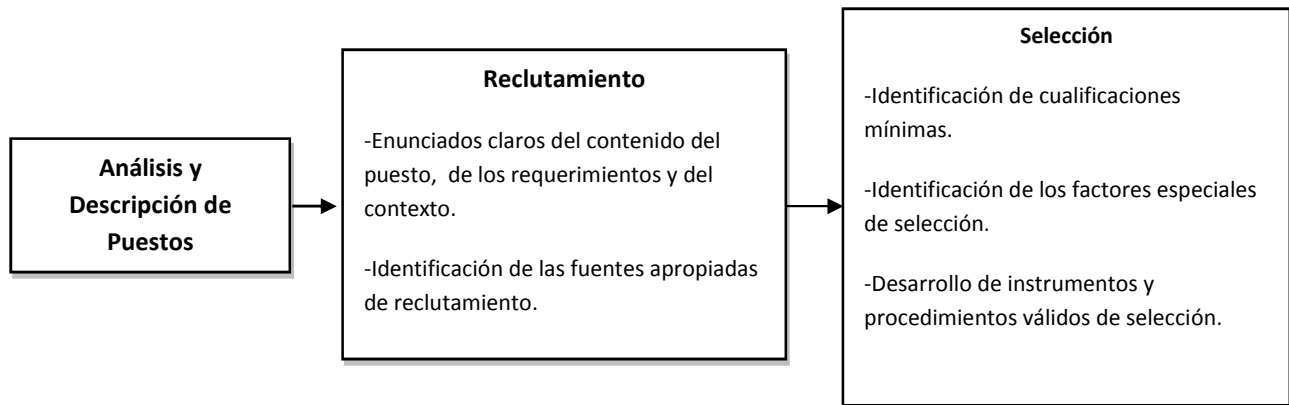 Análisis y
Descripción de
Puestos
Reclutamiento
-Enunciados claros del contenido del
puesto,  de los requerimientos y del
contexto.
-Identificación de las fuentes apropiadas
de reclutamiento.
Selección
-Identificación de cualificaciones
mínimas.
-Identificación de los factores especiales
de selección.
-Desarrollo de instrumentos y
procedimientos válidos de selección.